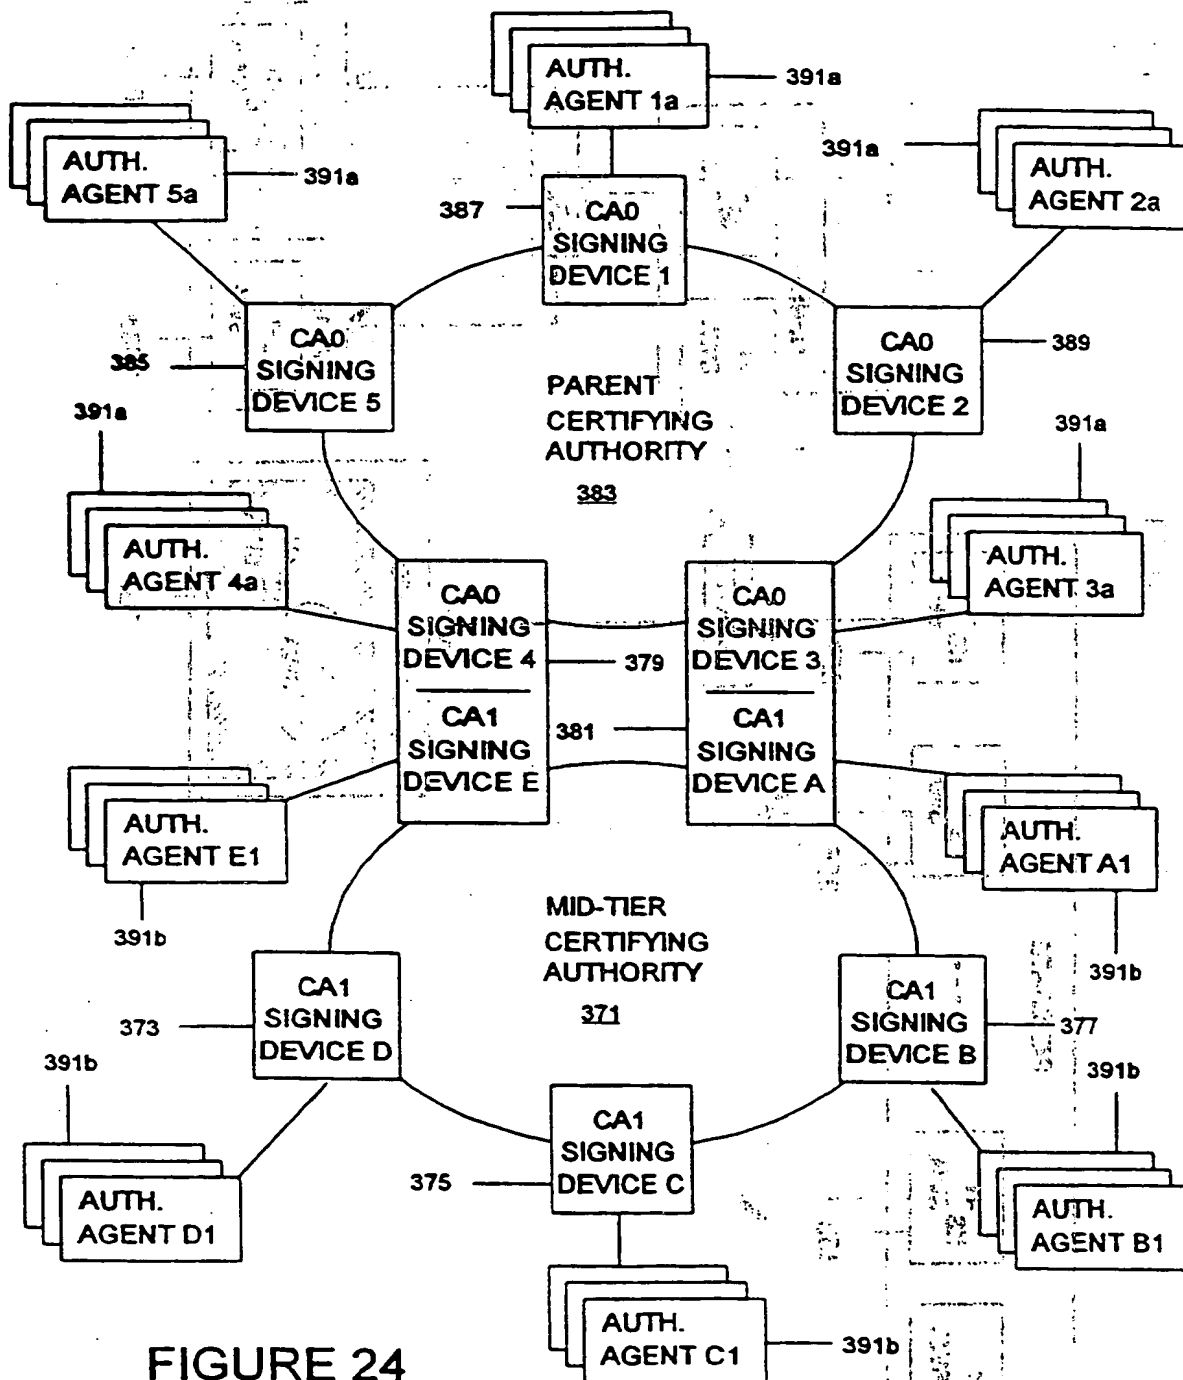 AUTH.
AGENT 1a
391a
AUTH.
AGENT 5a
391a
391a
AUTH.
AGENT 2a
387
CA0
SIGNING
DEVICE 1
385
CA0
SIGNING
DEVICE 5
PARENT
CERTIFYING
AUTHORITY
383
CA0
SIGNING
DEVICE 2
389
391a
AUTH.
AGENT 4a
391a
AUTH.
AGENT 3a
CA0
SIGNING
DEVICE 4
379
CA1
SIGNING
DEVICE E
CA0
SIGNING
DEVICE 3
381
CA1
SIGNING
DEVICE A
AUTH.
AGENT E1
391b
AUTH.
AGENT A1
391b
MID-TIER
CERTIFYING
AUTHORITY
371
373
CA1
SIGNING
DEVICE D
CA1
SIGNING
DEVICE B
377
391b
AUTH.
AGENT D1
375
CA1
SIGNING
DEVICE C
391b
AUTH.
AGENT B1
AUTH.
AGENT C1
391b
FIGURE 24